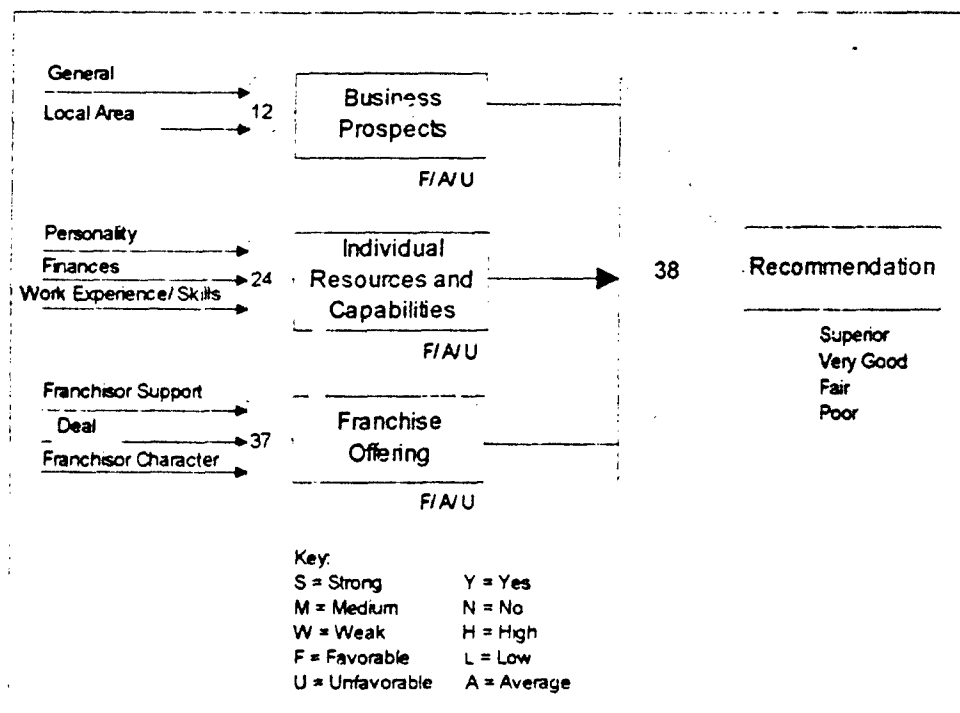 General
Local Area
12
Business
Prospects
F/A/U
Personality
Finances
Work Experience/ Skills
24
Individual
Resources and
Capabilities
F/A/U
38
Recommendation
Superior
Very Good
Fair
Poor
Franchisor Support
Deal
Franchisor Character
37
Franchise
Offering
F/A/U
Key:
S = Strong
Y = Yes
M = Medium
N = No
W = Weak
H = High
F = Favorable
L = Low
U = Unfavorable
A = Average